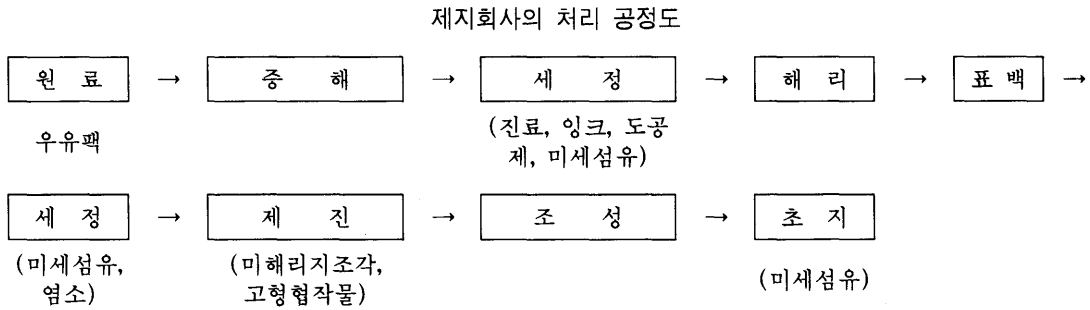 제지회사의 처리 공정도
원 료 → 중 해 → 세 정 → 해 리 → 표 백 →
우유팩 (진료, 잉크, 도공
제, 미세섬유)
세 정 → 제 진 → 조 성 → 초 지
(미세섬유, (미해리지조각, (미세섬유)
염소) 고형협작물)